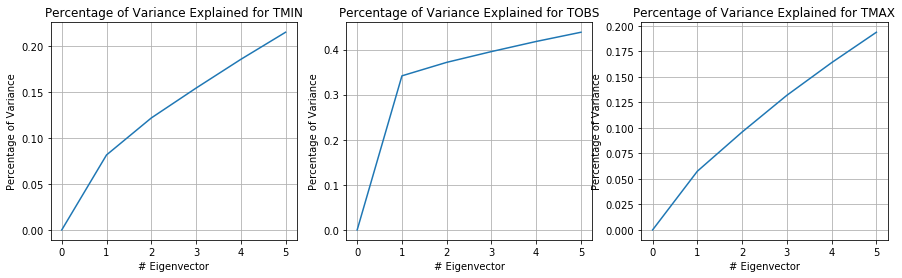 Percentage of Variance Explained for TMIN
Percentage of Variance
0.20
0.15
0.10
0.05
0.00
0 1 2 3 4 5
# Eigenvector
Percentage of Variance Explained for TOBS
Percentage of Variance
0.4
0.3
0.2
0.1
0.0
0 1 2 3 4 5
# Eigenvector
Percentage of Variance Explained for TMAX
Percentage of Variance
0.200
0.175
0.150
0.125
0.100
0.075
0.050
0.025
0.000
0 1 2 3 4 5
# Eigenvector